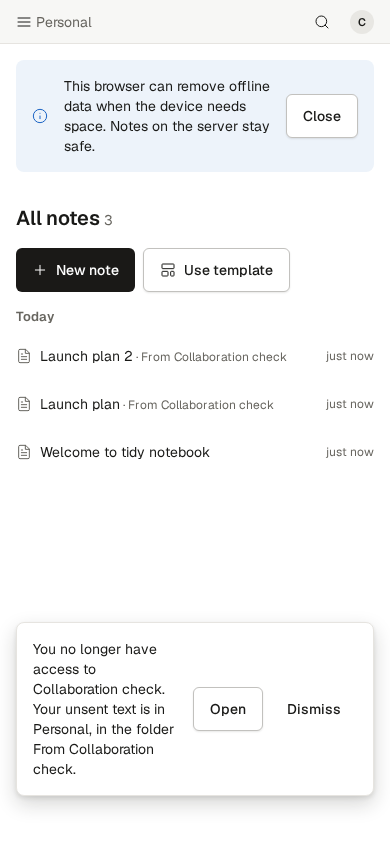 Personal
C
This browser can remove offline
data when the device needs
space. Notes on the server stay
safe.
Close
All notes 3
New note
Use template
Today
Launch plan 2 · From Collaboration check just now
Launch plan · From Collaboration check just now
Welcome to tidy notebook just now
You no longer have
access to
Collaboration check.
Your unsent text is in
Personal, in the folder
From Collaboration
check.
Open
Dismiss